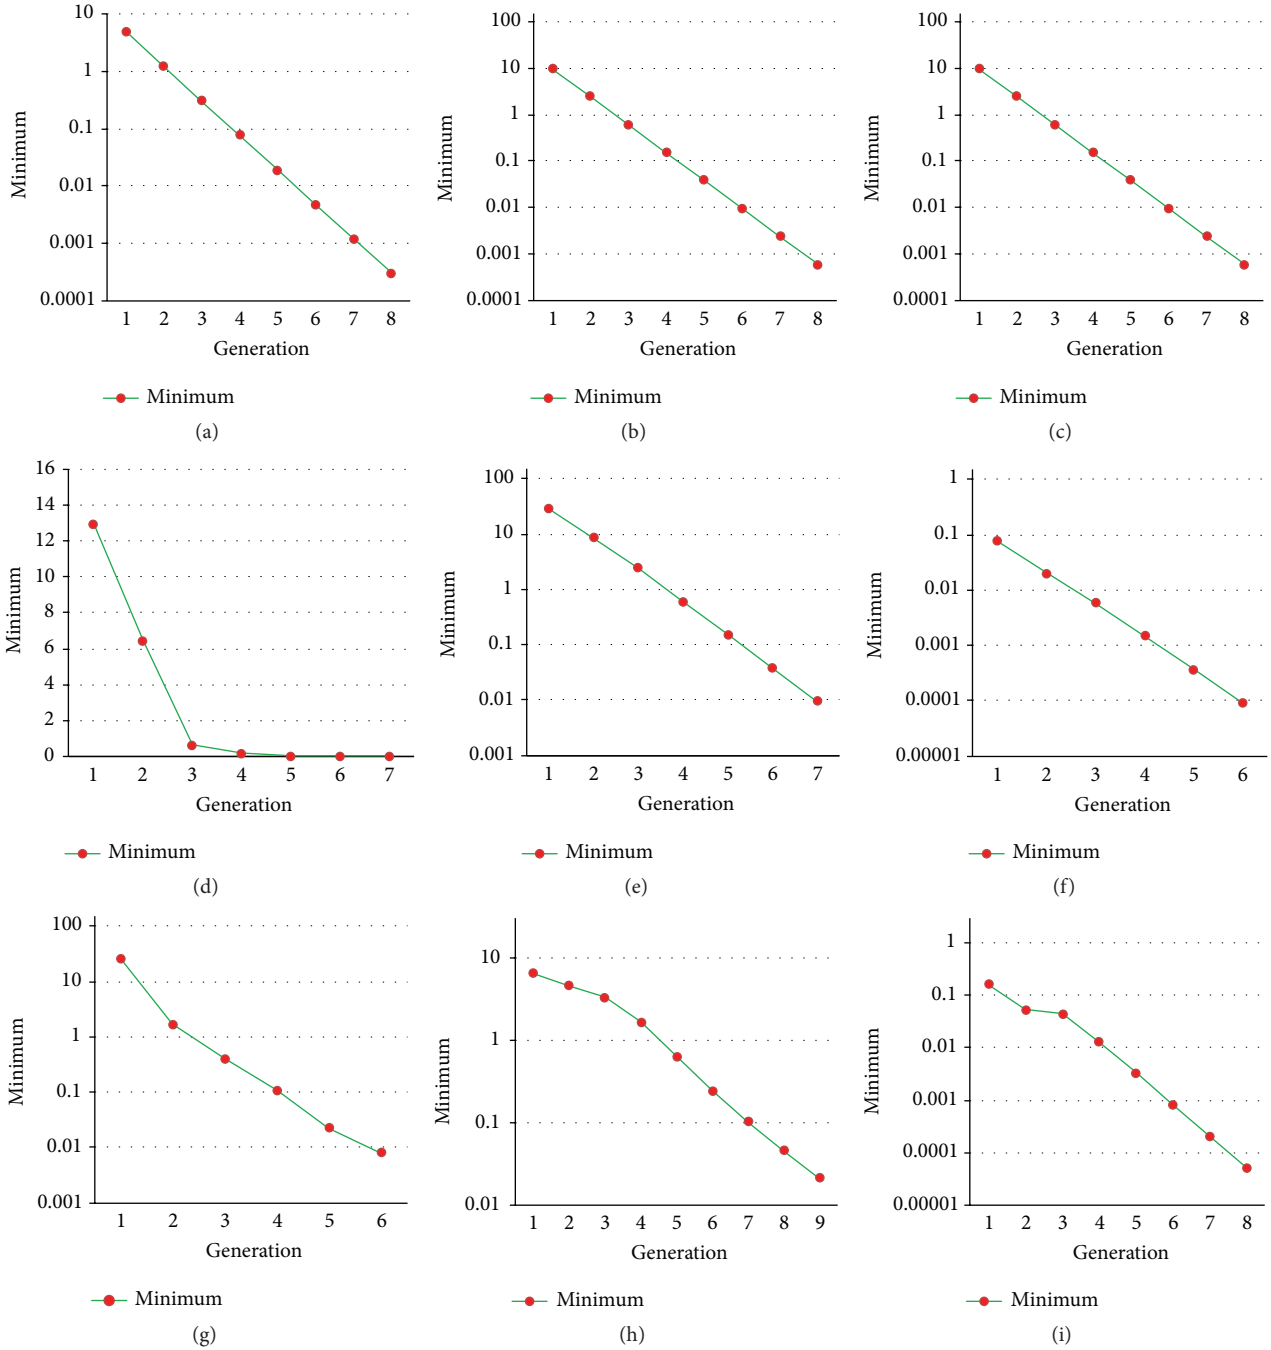 10
1
0.1
0.01
0.001
0.0001
Minimum
1 2 3 4 5 6 7 8
Generation
Minimum
(a)
100
10
1
0.1
0.01
0.001
0.0001
Minimum
1 2 3 4 5 6 7 8
Generation
Minimum
(b)
100
10
1
0.1
0.01
0.001
0.0001
Minimum
1 2 3 4 5 6 7 8
Generation
Minimum
(c)
16
14
12
10
8
6
4
2
0
Minimum
1 2 3 4 5 6 7
Generation
Minimum
(d)
100
10
1
0.1
0.01
0.001
Minimum
1 2 3 4 5 6 7
Generation
Minimum
(e)
1
0.1
0.01
0.001
0.0001
0.00001
Minimum
1 2 3 4 5 6
Generation
Minimum
(f)
100
10
1
0.1
0.01
0.001
Minimum
1 2 3 4 5 6
Generation
Minimum
(g)
10
1
0.1
0.01
Minimum
1 2 3 4 5 6 7 8 9
Generation
Minimum
(h)
1
0.1
0.01
0.001
0.0001
0.00001
Minimum
1 2 3 4 5 6 7 8
Generation
Minimum
(i)